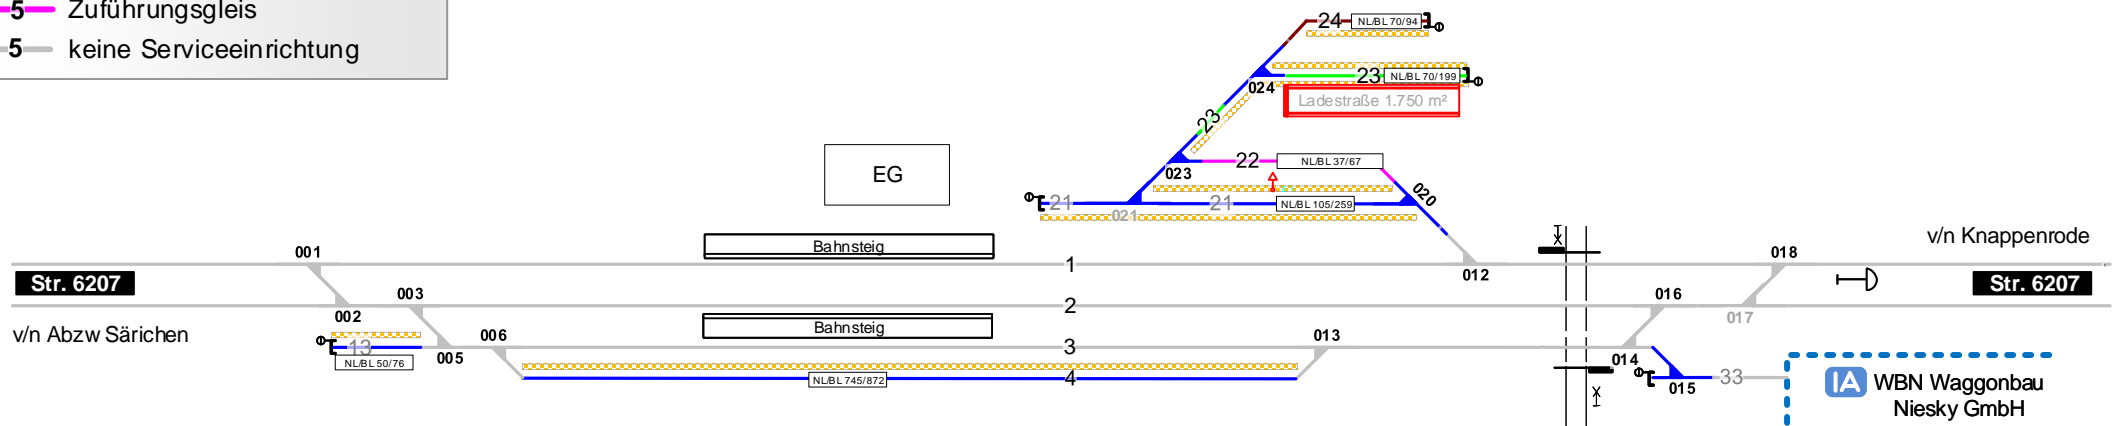 5 Zuführungsgleis
5 keine Serviceeinrichtung
24 NL/BL 70/94
23 NL/BL 70/199
024
Ladestraße 1.750 m²
23
EG
22 NL/BL 37/67
023
020
21 21 NL/BL 105/259
021
Bahnsteig
v/n Knappenrode
001
1
012
018
Str. 6207
Str. 6207
003
2
016
002
017
v/n Abzw Särichen
Bahnsteig
006
013
13
005
3
014
NL/BL 50/76
NL/BL 745/872
4
33
015
IA WBN Waggonbau
Niesky GmbH